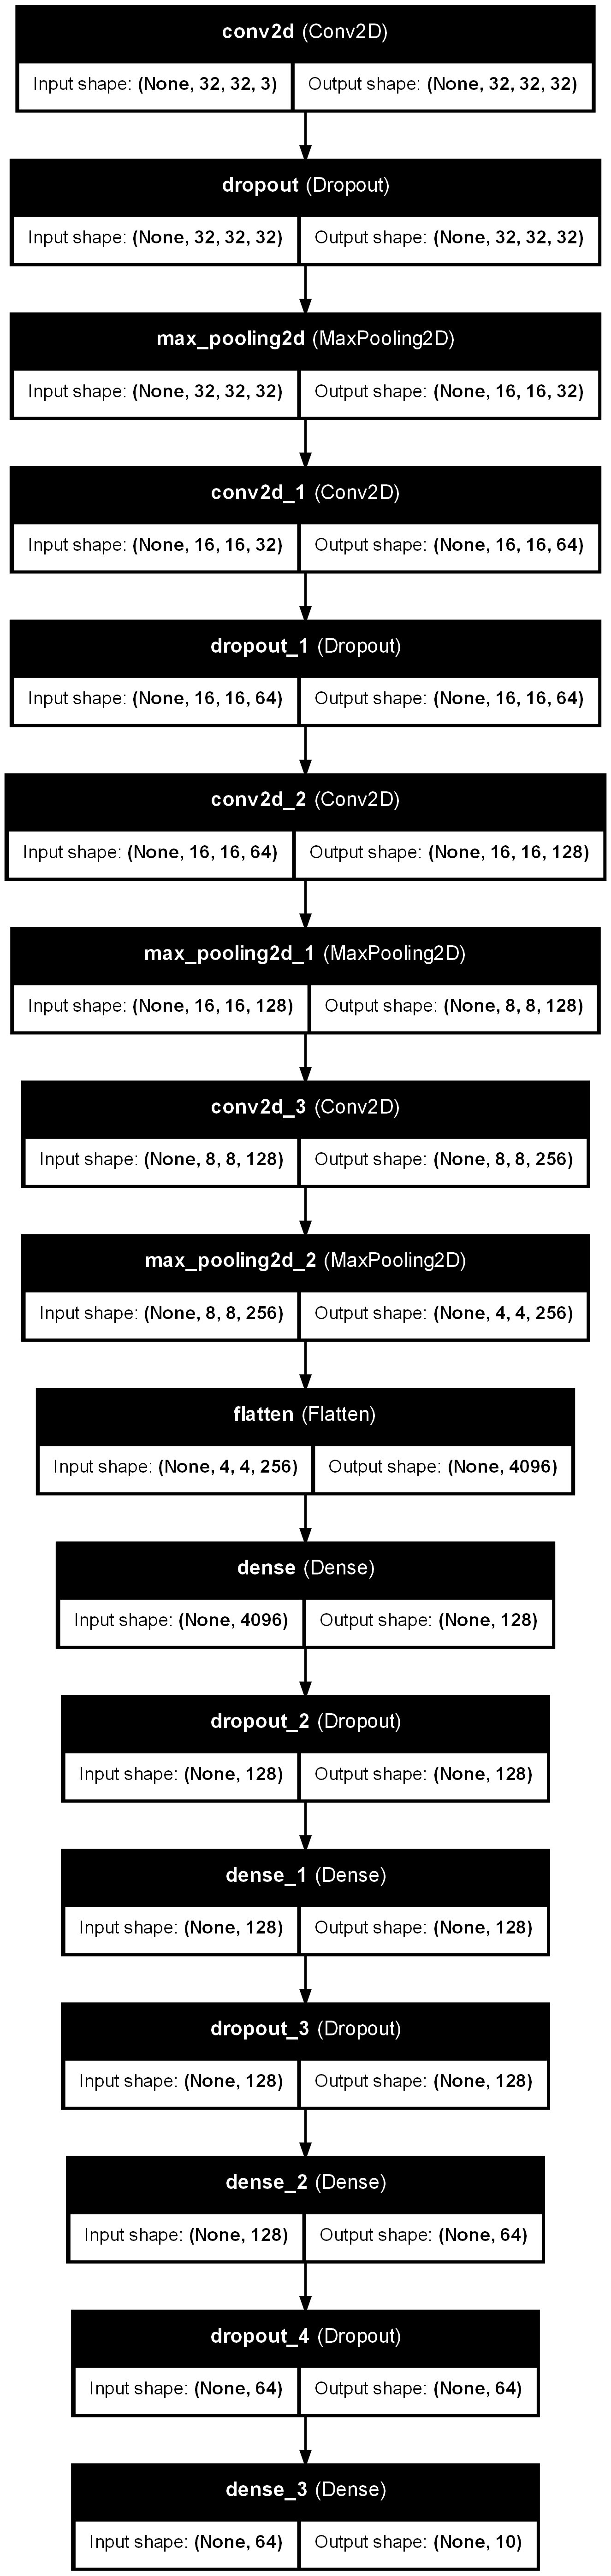 conv2d (Conv2D)
Input shape: (None, 32, 32, 3) Output shape: (None, 32, 32, 32)
dropout (Dropout)
Input shape: (None, 32, 32, 32) Output shape: (None, 32, 32, 32)
max_pooling2d (MaxPooling2D)
Input shape: (None, 32, 32, 32) Output shape: (None, 16, 16, 32)
conv2d_1 (Conv2D)
Input shape: (None, 16, 16, 32) Output shape: (None, 16, 16, 64)
dropout_1 (Dropout)
Input shape: (None, 16, 16, 64) Output shape: (None, 16, 16, 64)
conv2d_2 (Conv2D)
Input shape: (None, 16, 16, 64) Output shape: (None, 16, 16, 128)
max_pooling2d_1 (MaxPooling2D)
Input shape: (None, 16, 16, 128) Output shape: (None, 8, 8, 128)
conv2d_3 (Conv2D)
Input shape: (None, 8, 8, 128) Output shape: (None, 8, 8, 256)
max_pooling2d_2 (MaxPooling2D)
Input shape: (None, 8, 8, 256) Output shape: (None, 4, 4, 256)
flatten (Flatten)
Input shape: (None, 4, 4, 256) Output shape: (None, 4096)
dense (Dense)
Input shape: (None, 4096) Output shape: (None, 128)
dropout_2 (Dropout)
Input shape: (None, 128) Output shape: (None, 128)
dense_1 (Dense)
Input shape: (None, 128) Output shape: (None, 128)
dropout_3 (Dropout)
Input shape: (None, 128) Output shape: (None, 128)
dense_2 (Dense)
Input shape: (None, 128) Output shape: (None, 64)
dropout_4 (Dropout)
Input shape: (None, 64) Output shape: (None, 64)
dense_3 (Dense)
Input shape: (None, 64) Output shape: (None, 10)